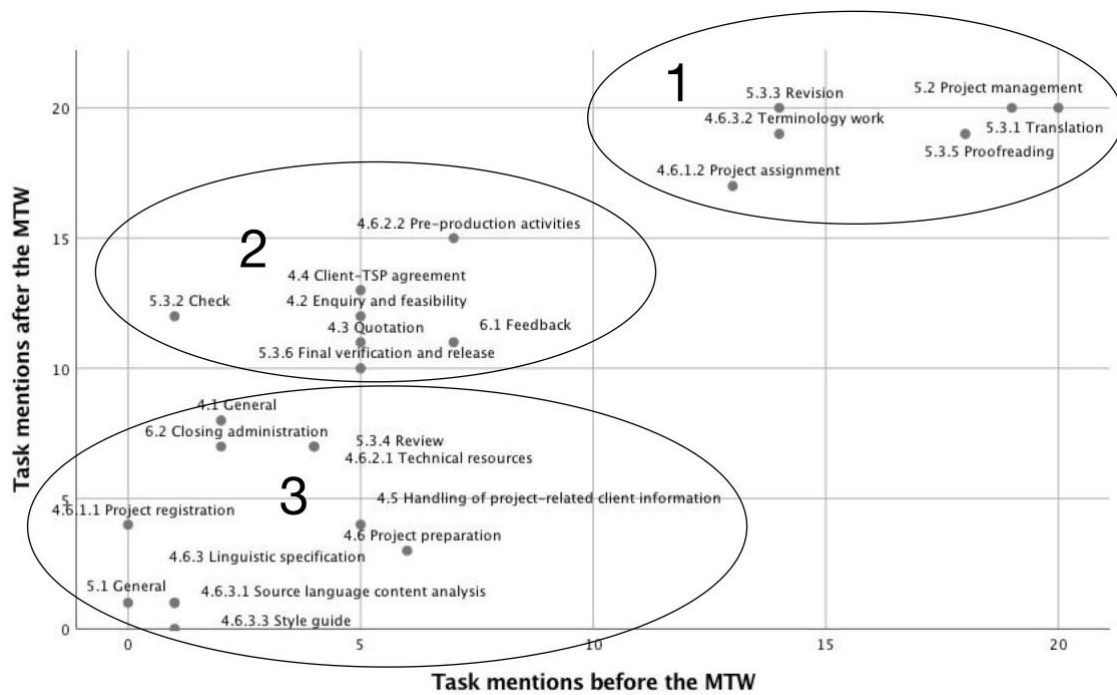 1
20
5.3.3 Revision
5.2 Project management
4.6.3.2 Terminology work
5.3.1 Translation
5.3.5 Proofreading
4.6.1.2 Project assignment
2
15
4.6.2.2 Pre-production activities
4.4 Client-TSP agreement
5.3.2 Check
4.2 Enquiry and feasibility
4.3 Quotation
6.1 Feedback
5.3.6 Final verification and release
10
4.1 General
6.2 Closing administration
5.3.4 Review
4.6.2.1 Technical resources
3
5
4.5 Handling of project-related client information
4.6.1.1 Project registration
4.6 Project preparation
4.6.3 Linguistic specification
5.1 General
4.6.3.1 Source language content analysis
4.6.3.3 Style guide
0
0
5
10
15
20
Task mentions after the MTW
Task mentions before the MTW